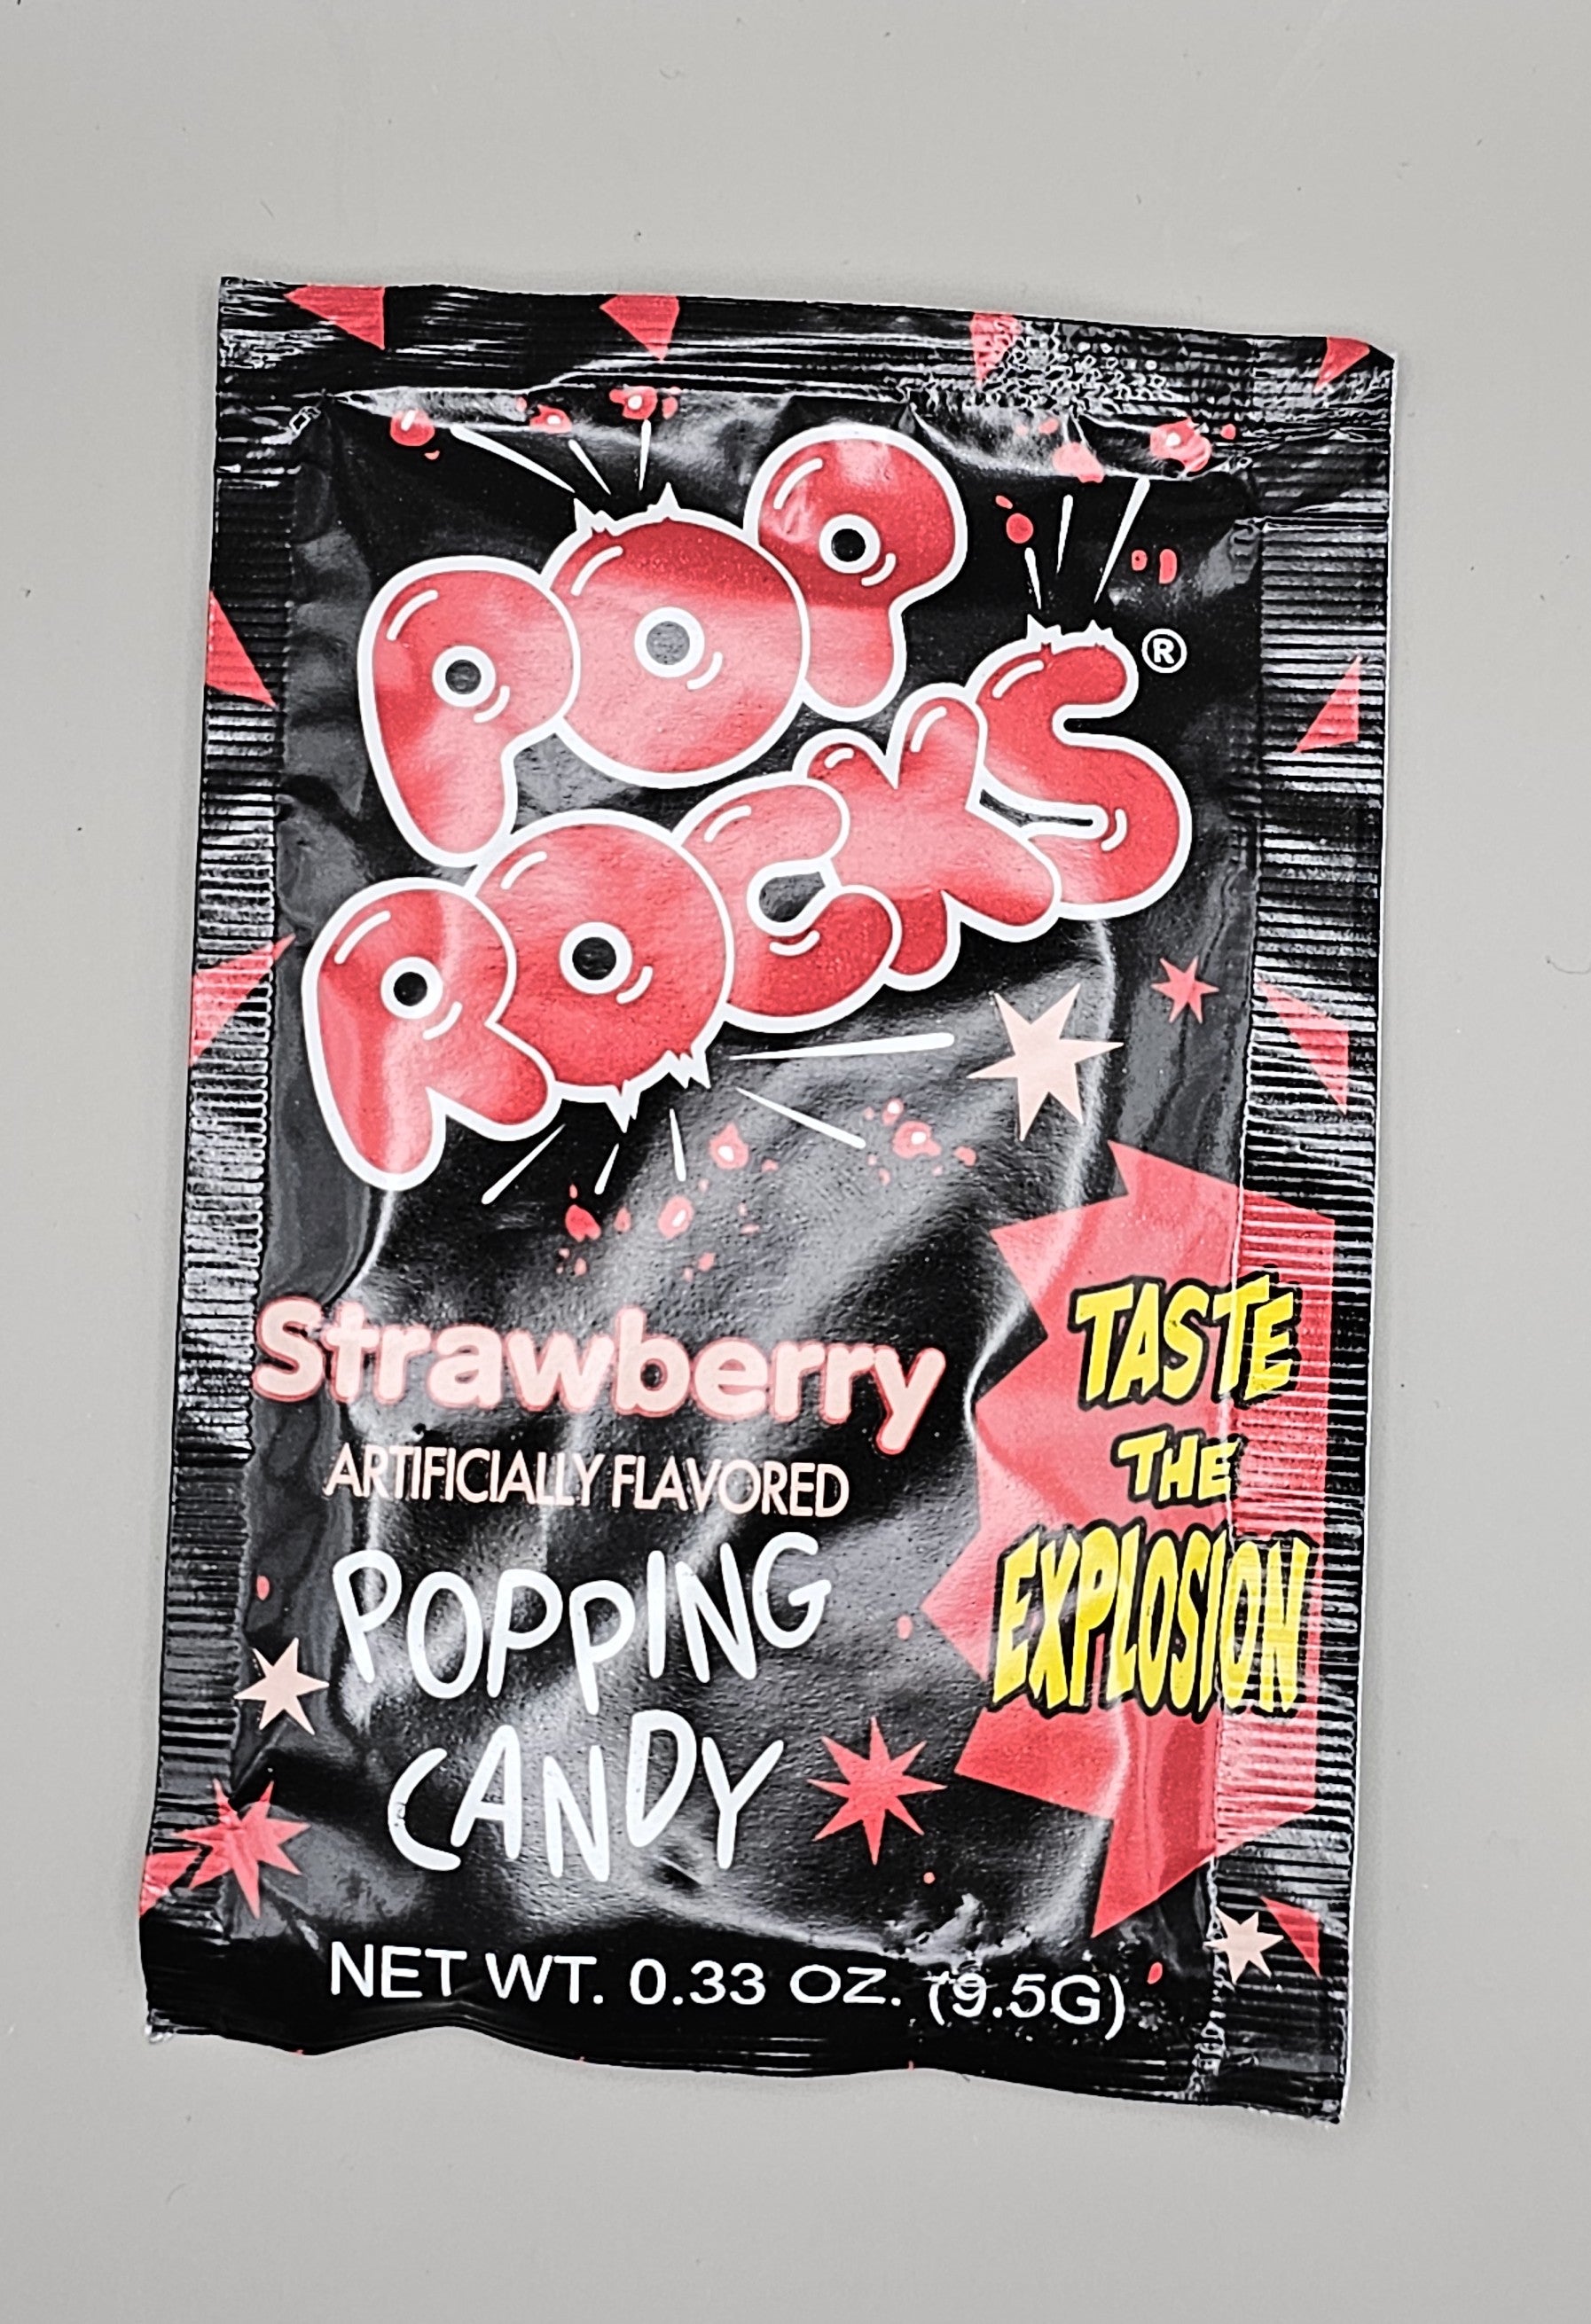 POP
ROCKS®
Strawberry
ARTIFICIALLY FLAVORED
POPPING
CANDY
TASTE
THE
EXPLOSION
NET WT. 0.33 OZ. (9.5G)